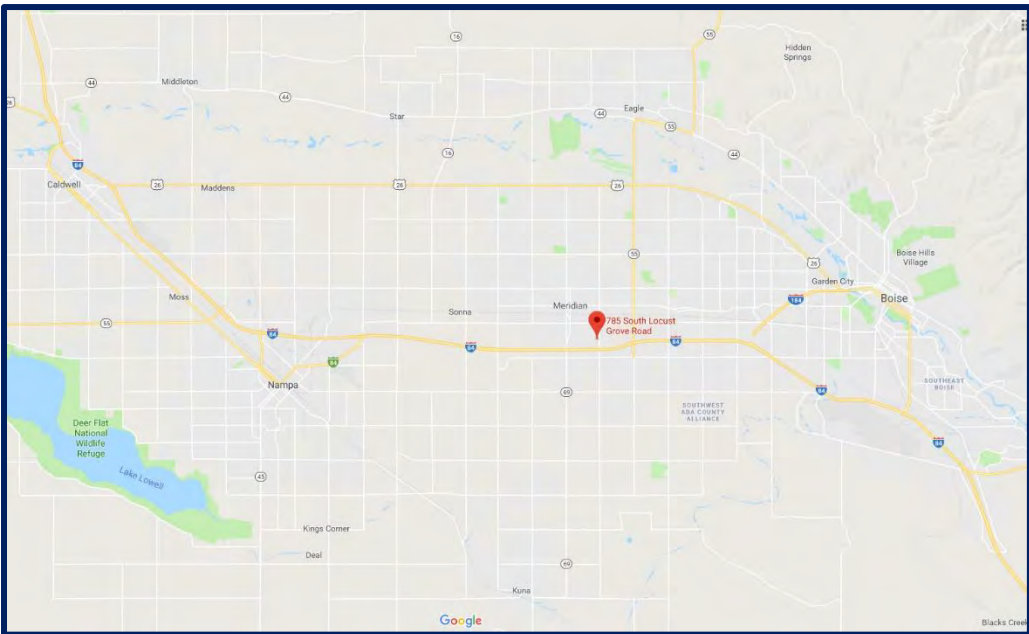 16
55
Hidden
Springs
44
Middleton
44
26
Star
Eagle
44
55
16
44
84
Caldwell
26
Maddens
26
26
55
Boise Hills
Village
26
Garden City
Moss
184
Boise
Sonna
Meridian
785 South Locust
Grove Road
55
84
84
84
84
Nampa
SOUTHEAST
BOISE
69
84
SOUTHWEST
ADA COUNTY
ALLIANCE
Deer Flat
National
Wildlife
Refuge
84
Lake Lowell
45
Kings Corner
Deal
69
Kuna
Google
Blacks Creek